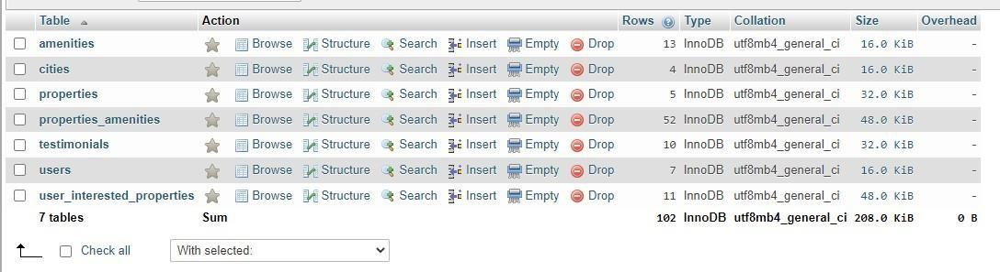 Table Action Rows Type Collation Size Overhead
amenities Browse Structure Search Insert Empty Drop 13 InnoDB utf8mb4_general_ci 16.0 KiB -
cities Browse Structure Search Insert Empty Drop 4 InnoDB utf8mb4_general_ci 16.0 KiB -
properties Browse Structure Search Insert Empty Drop 5 InnoDB utf8mb4_general_ci 32.0 KiB -
properties_amenities Browse Structure Search Insert Empty Drop 52 InnoDB utf8mb4_general_ci 48.0 KiB -
testimonials Browse Structure Search Insert Empty Drop 10 InnoDB utf8mb4_general_ci 32.0 KiB -
users Browse Structure Search Insert Empty Drop 7 InnoDB utf8mb4_general_ci 16.0 KiB -
user_interested_properties Browse Structure Search Insert Empty Drop 11 InnoDB utf8mb4_general_ci 48.0 KiB -
7 tables Sum 102 InnoDB utf8mb4_general_ci 208.0 KiB 0 B
Check all With selected: